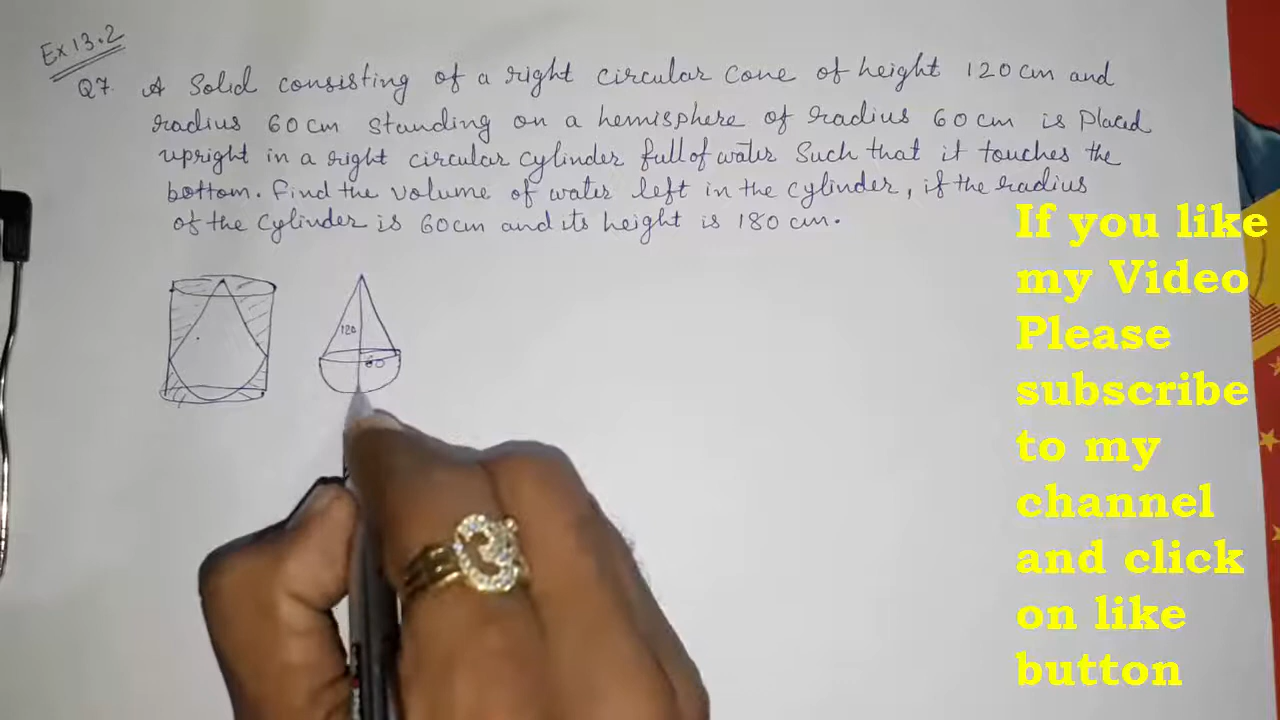 Ex 13.2
Q7. A Solid consisting of a right circular cone of height 120 cm and
radius 60 cm standing on a hemisphere of radius 60 cm is placed
upright in a right circular cylinder full of water Such that it touches the
bottom. Find the volume of water left in the cylinder, if the radius
of the cylinder is 60 cm and its height is 180 cm.
120
60
If you like
my Video
Please
subscribe
to my
channel
and click
on like
button